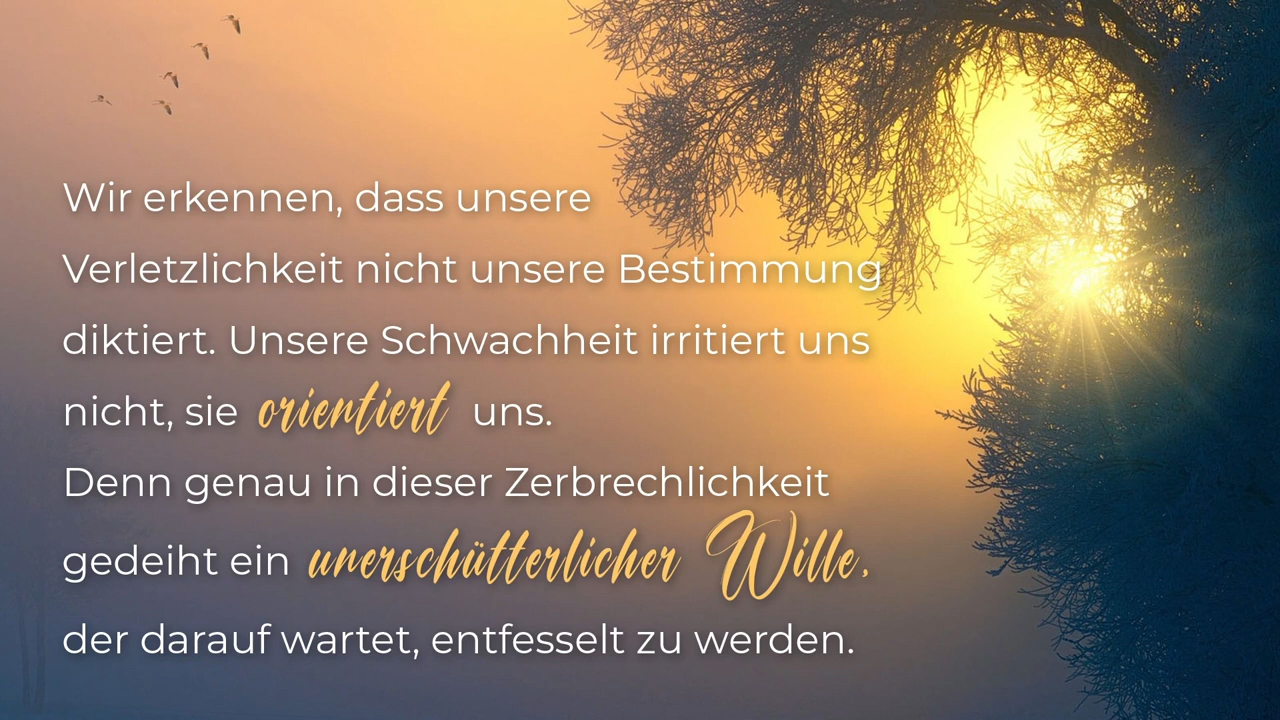 Wir erkennen, dass unsere
Verletzlichkeit nicht unsere Bestimmung
diktiert. Unsere Schwachheit irritiert uns
nicht, sie orientiert uns.
Denn genau in dieser Zerbrechlichkeit
gedeiht ein unerschütterlicher Wille,
der darauf wartet, entfesselt zu werden.